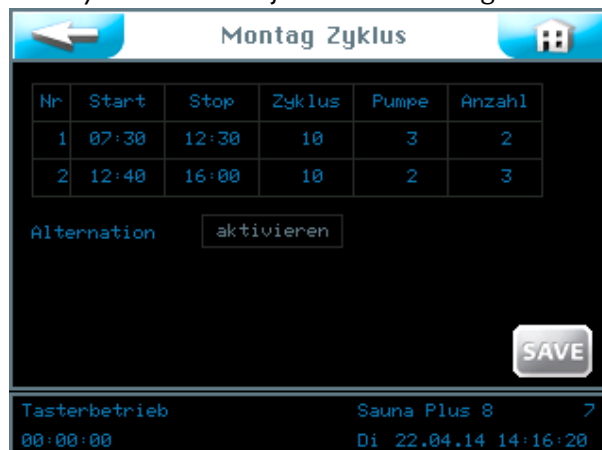 Montag Zyklus
Nr Start Stop Zyklus Pumpe Anzahl
1 07:30 12:30 10 3 2
2 12:40 16:00 10 2 3
Alternation aktivieren
SAVE
Tasterbetrieb Sauna Plus 8 7
00:00:00 Di 22.04.14 14:16:20